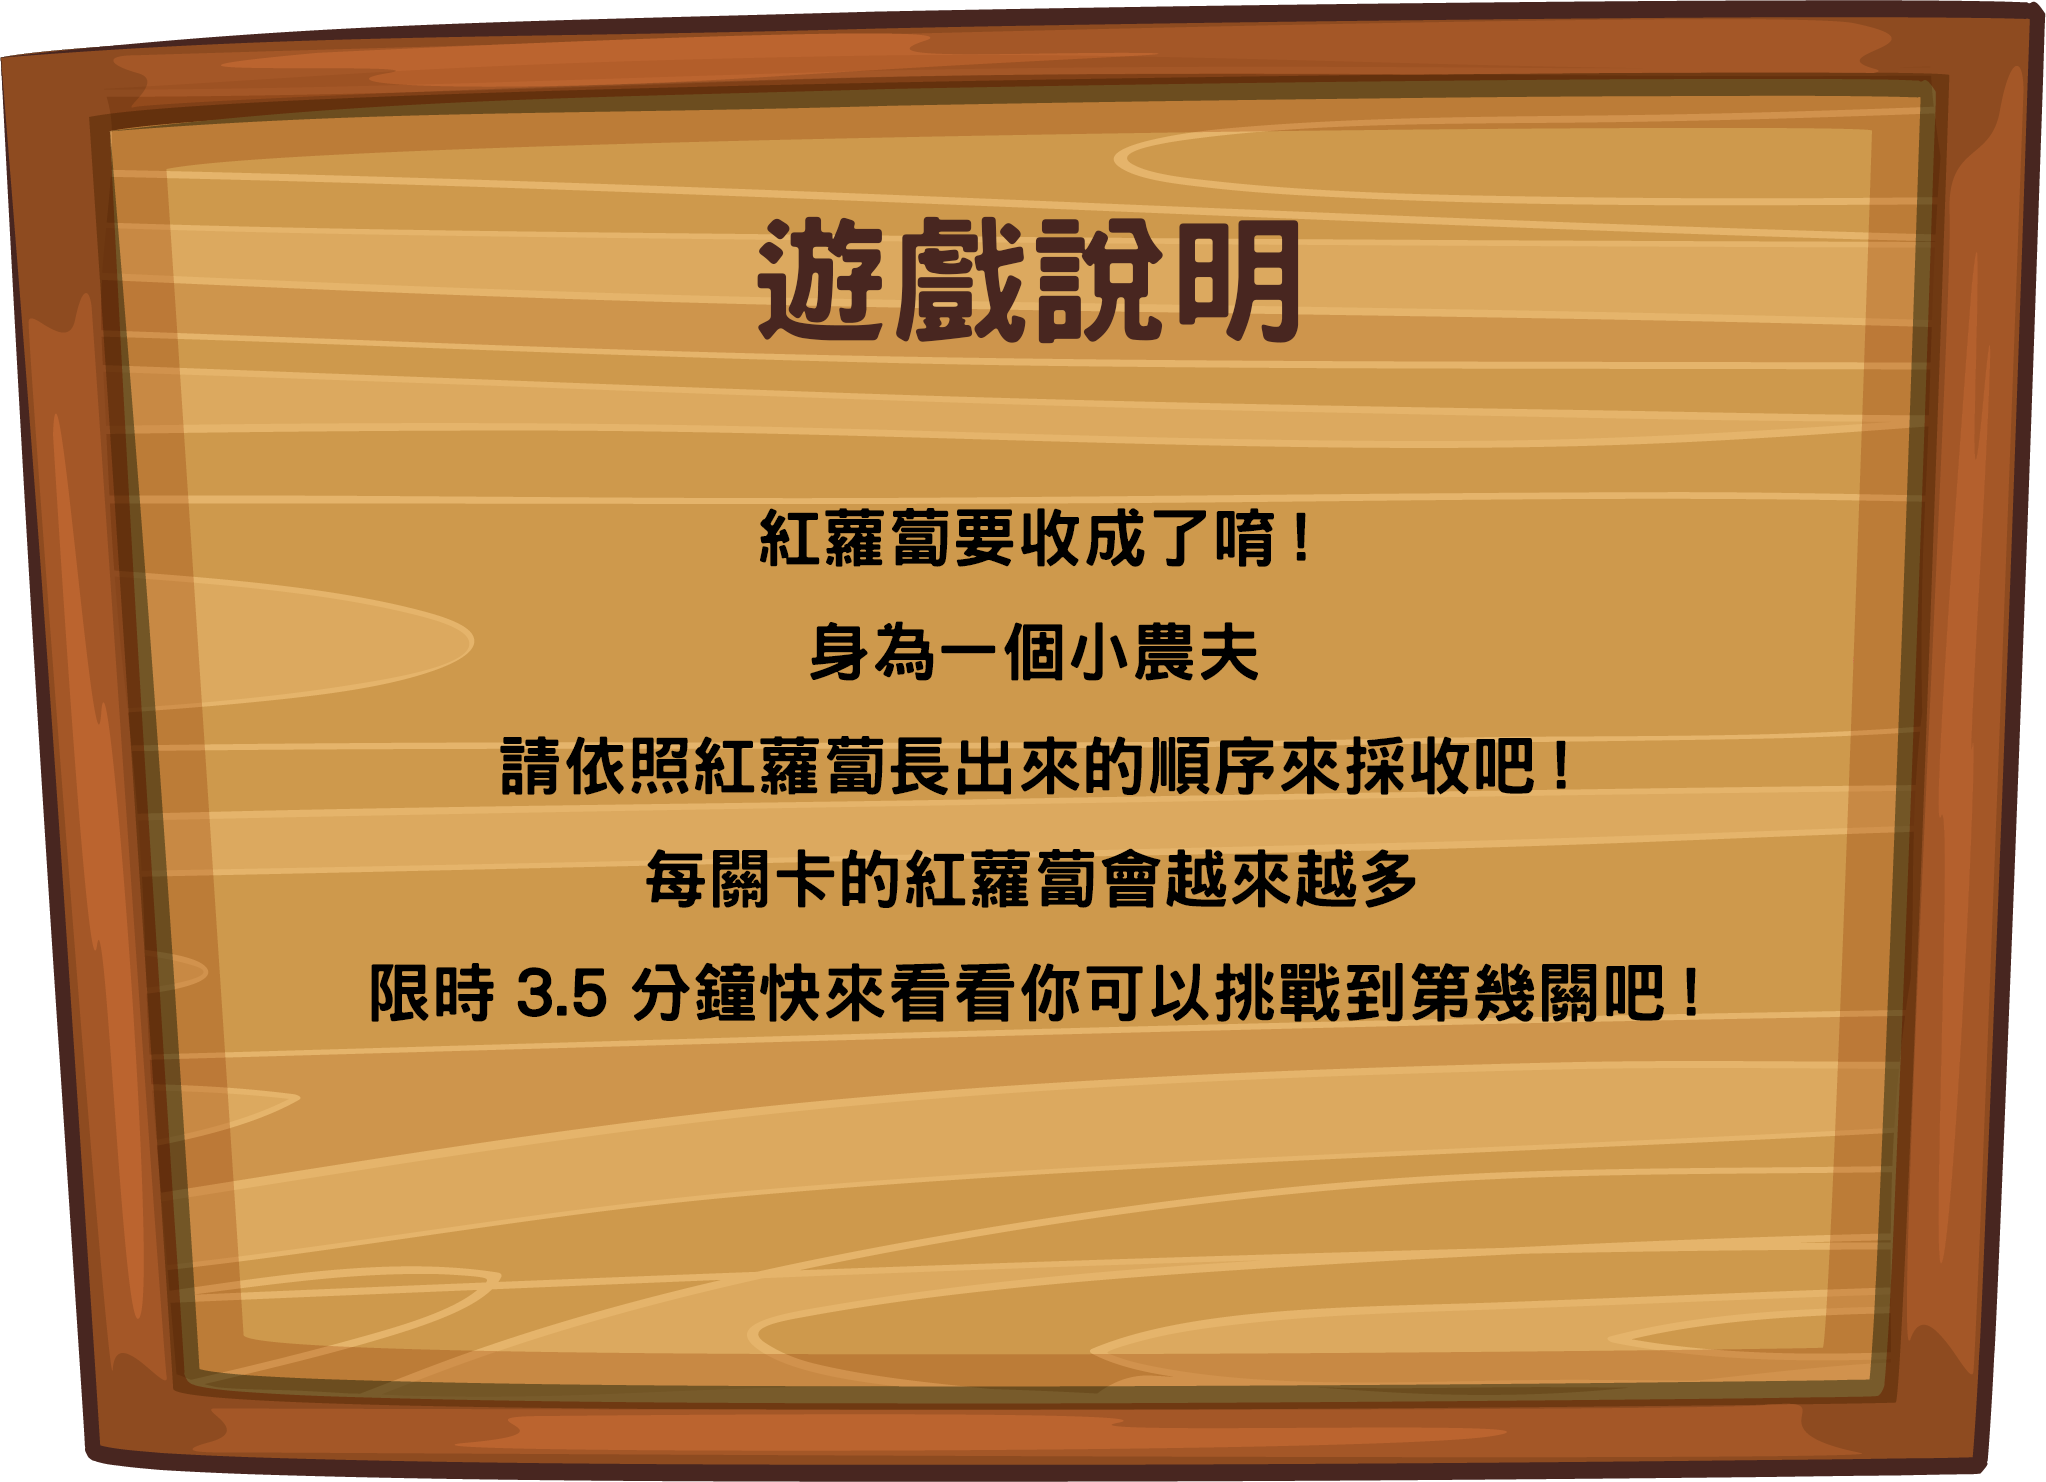 遊戲說明
紅蘿蔔要收成了唷！
身為一個小農夫
請依照紅蘿蔔長出來的順序來採收吧！
每關卡的紅蘿蔔會越來越多
限時 3.5 分鐘快來看看你可以挑戰到第幾關吧！